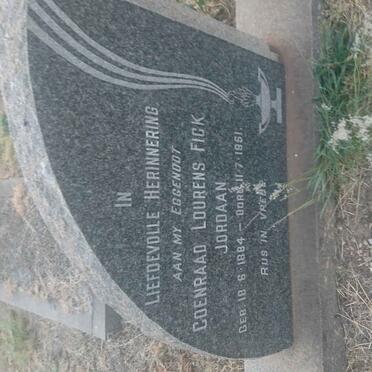 IN
LIEFDEVOLLE HERINNERING
AAN MY EGGENOOT
COENRAAD LOURENS FICK
JORDAAN
GEB. 18·6·1884 – OORL. 11·7·1961.
RUS IN VREDE